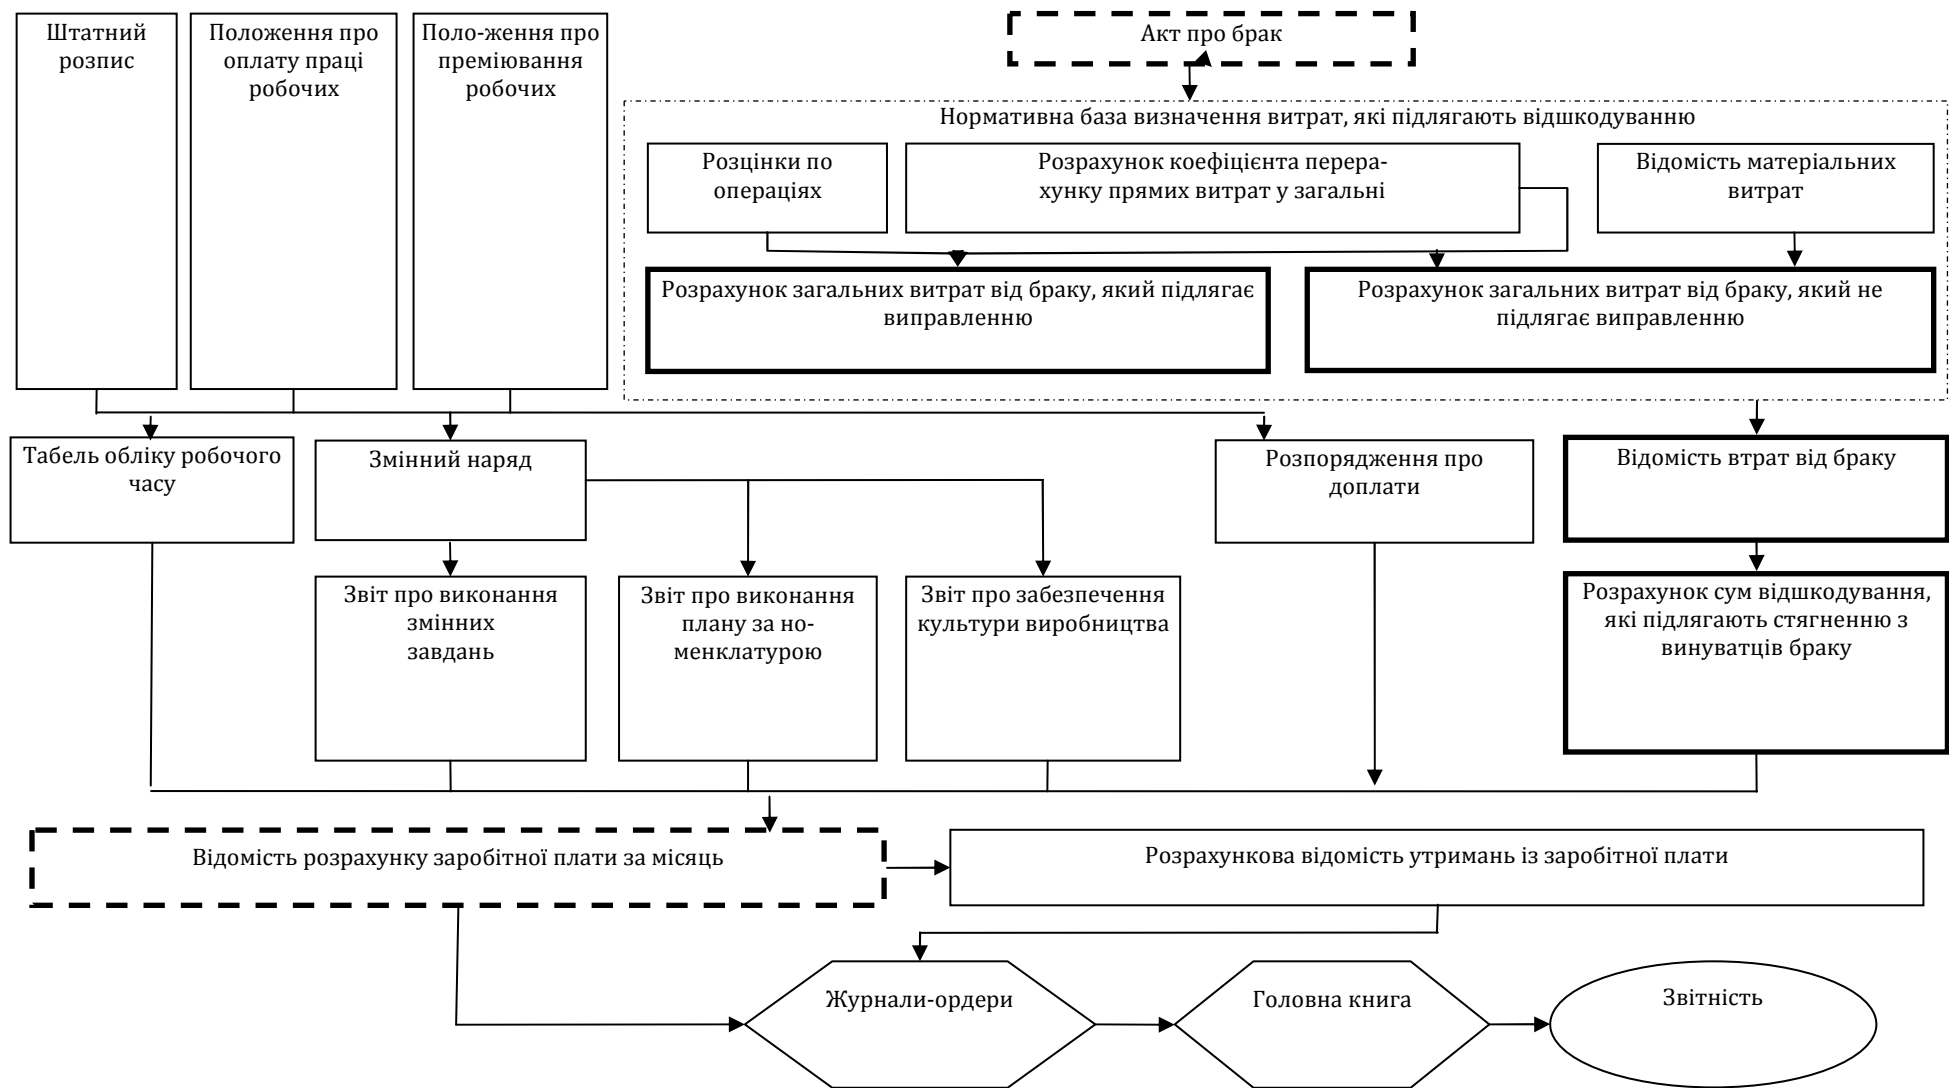 Штатний
розпис
Положення про
оплату праці
робочих
Поло-ження про
преміювання
робочих
Акт про брак
Нормативна база визначення витрат, які підлягають відшкодуванню
Розцінки по
операціях
Розрахунок коефіцієнта перера-
хунку прямих витрат у загальні
Відомість матеріальних
витрат
Розрахунок загальних витрат від браку, який підлягає
виправленню
Розрахунок загальних витрат від браку, який не
підлягає виправленню
Табель обліку робочого
часу
Змінний наряд
Розпорядження про
доплати
Відомість втрат від браку
Звіт про виконання
змінних
завдань
Звіт про виконання
плану за но-
менклатурою
Звіт про забезпечення
культури виробництва
Розрахунок сум відшкодування,
які підлягають стягненню з
винуватців браку
Відомість розрахунку заробітної плати за місяць
Розрахункова відомість утримань із заробітної плати
Журнали-ордери
Головна книга
Звітність